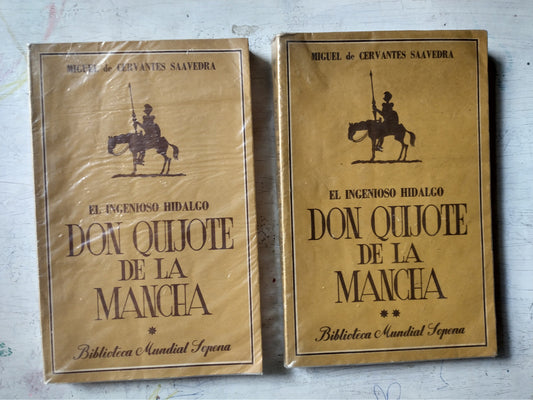 MIGUEL de CERVANTES SAAVEDRA
EL INGENIOSO HIDALGO
DON QUIJOTE
DE LA
MANCHA
*
Biblioteca Mundial Sopena
MIGUEL de CERVANTES SAAVEDRA
EL INGENIOSO HIDALGO
DON QUIJOTE
DE LA
MANCHA
**
Biblioteca Mundial Sopena